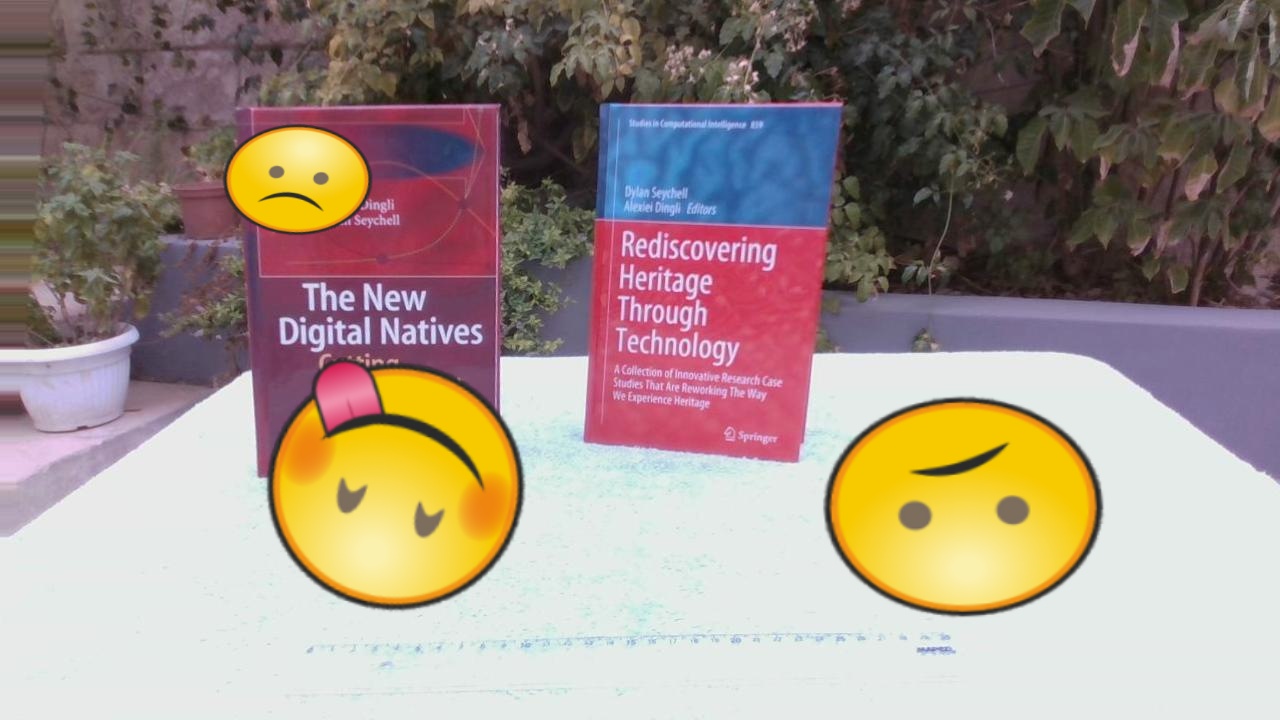 Dingli
Seychell
The New
Digital Natives
Getting
Studies in Computational Intelligence 859
Dylan Seychell
Alexiei Dingli Editors
Rediscovering
Heritage
Through
Technology
A Collection of Innovative Research Case
Studies That Are Reworking The Way
We Experience Heritage
Springer